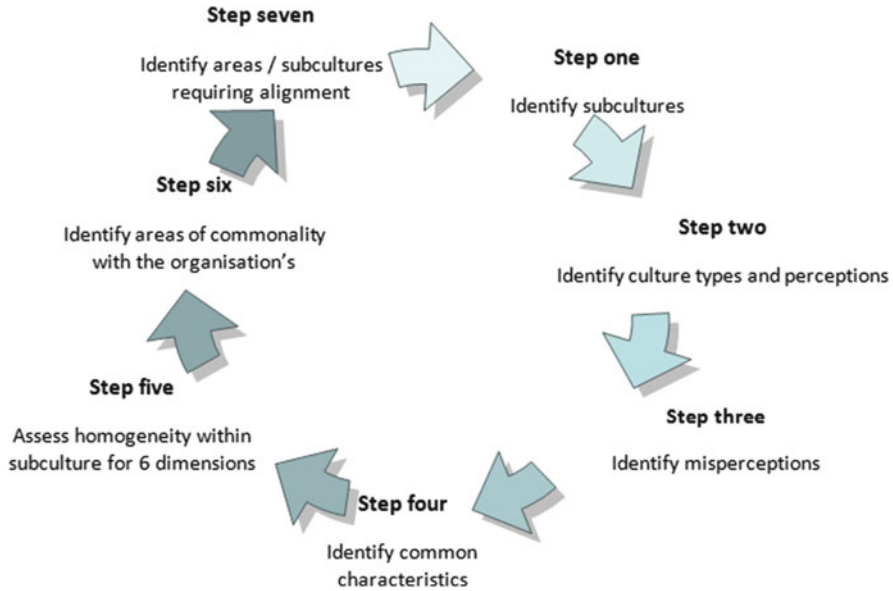 Step one
Identify subcultures
Step two
Identify culture types and perceptions
Step three
Identify misperceptions
Step four
Identify common
characteristics
Step five
Assess homogeneity within
subculture for 6 dimensions
Step six
Identify areas of commonality
with the organisation’s
Step seven
Identify areas / subcultures
requiring alignment